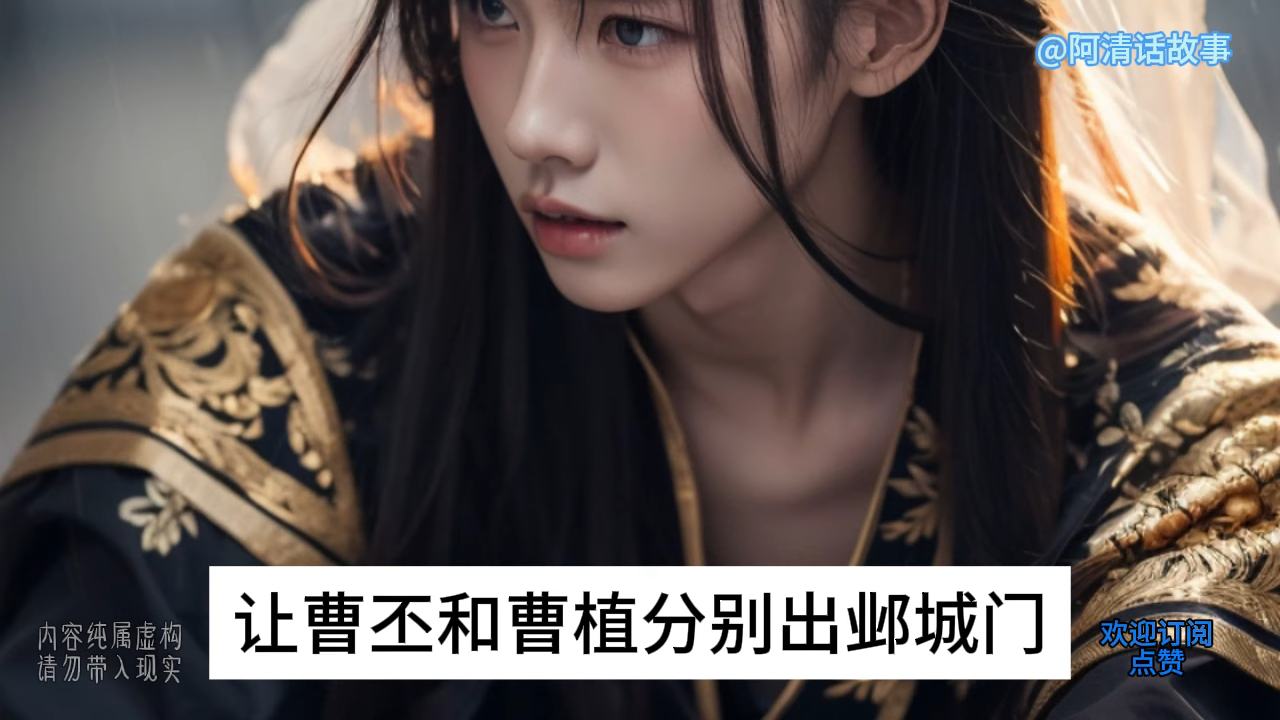 @阿清话故事
让曹丕和曹植分别出邺城门
内容纯属虚构
请勿带入现实
欢迎订阅
点赞